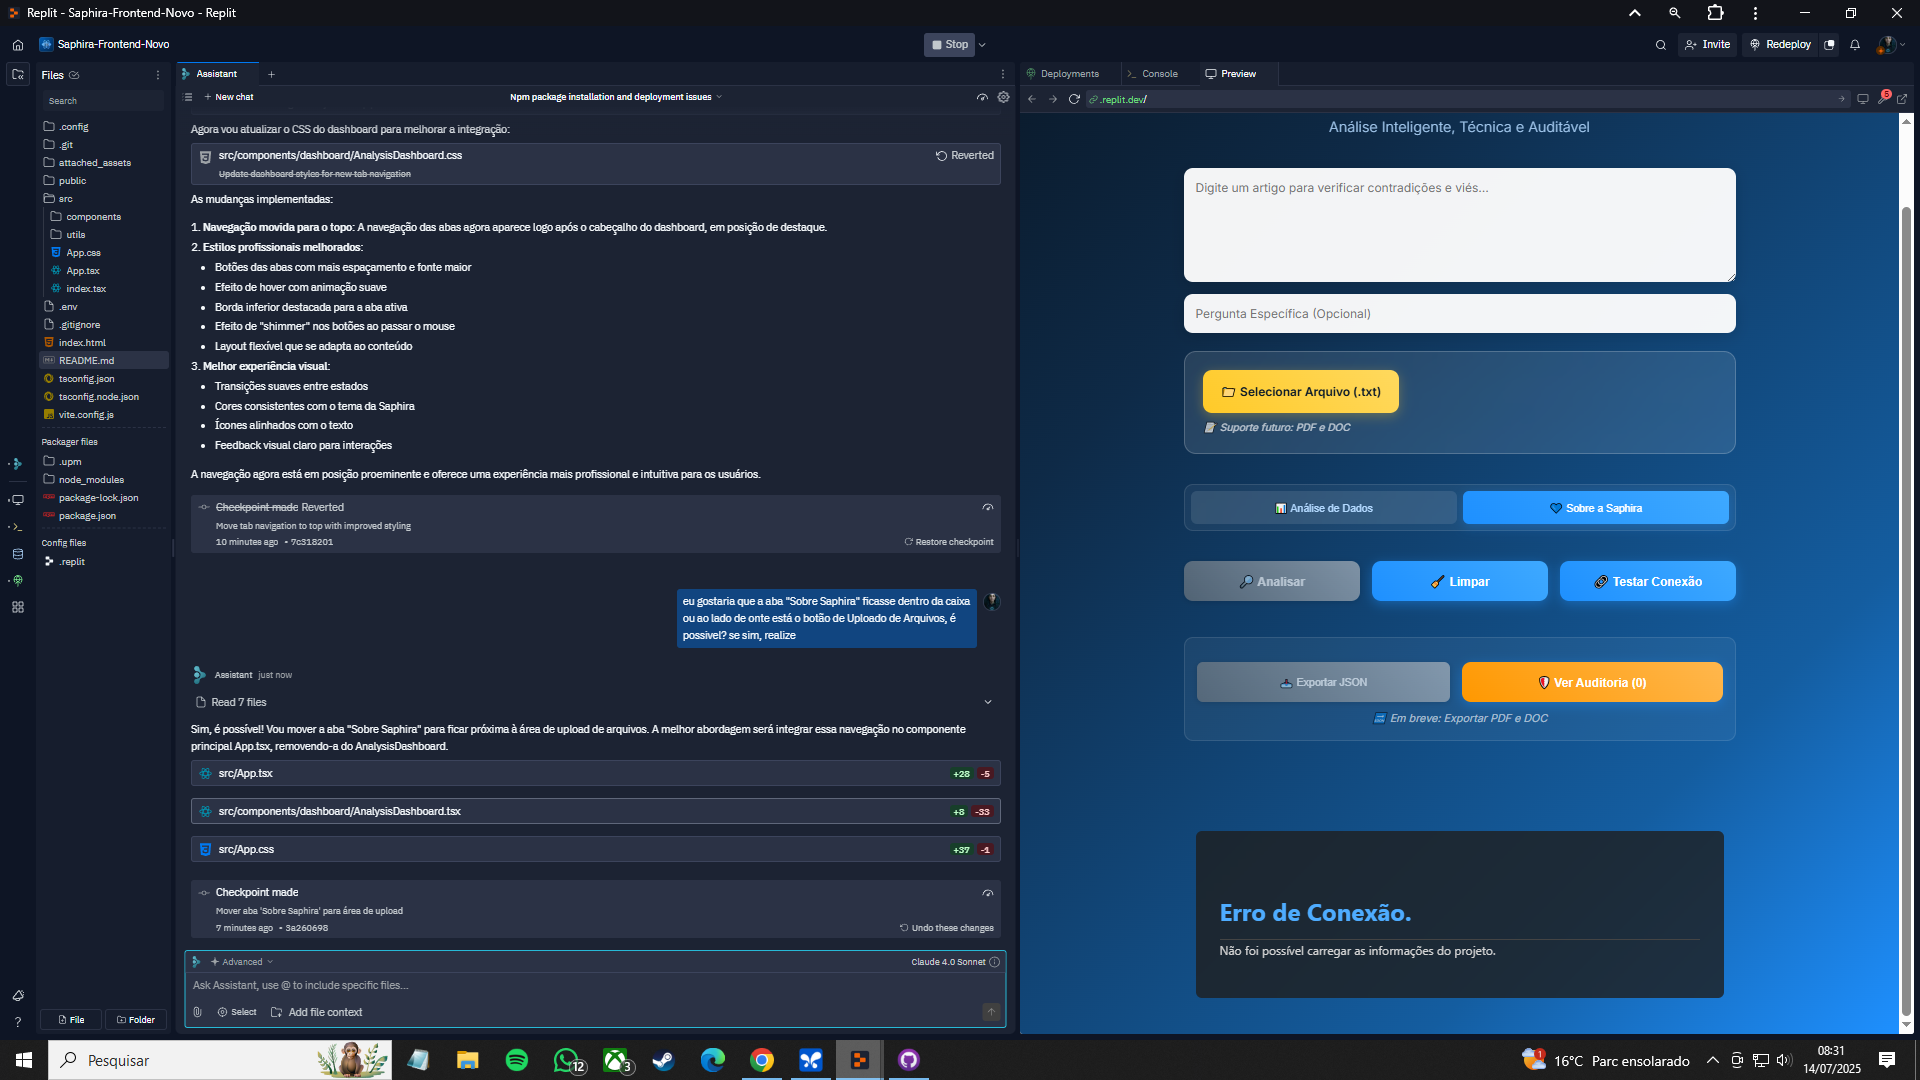 Replit - Saphira-Frontend-Novo - Replit
Saphira-Frontend-Novo
Stop
Invite
Redeploy
Files
Search
.config
.git
attached_assets
public
src
components
utils
App.css
App.tsx
index.tsx
.env
.gitignore
index.html
README.md
tsconfig.json
tsconfig.node.json
vite.config.js
Packager files
.upm
node_modules
package-lock.json
package.json
Config files
.replit
File
Folder
Assistant
New chat
Npm package installation and deployment issues
Agora vou atualizar o CSS do dashboard para melhorar a integração:
src/components/dashboard/AnalysisDashboard.css
Reverted
Update dashboard styles for new tab navigation
As mudanças implementadas:
1. Navegação movida para o topo: A navegação das abas agora aparece logo após o cabeçalho do dashboard, em posição de destaque.
2. Estilos profissionais melhorados:
• Botões das abas com mais espaçamento e fonte maior
• Efeito de hover com animação suave
• Borda inferior destacada para a aba ativa
• Efeito de "shimmer" nos botões ao passar o mouse
• Layout flexível que se adapta ao conteúdo
3. Melhor experiência visual:
• Transições suaves entre estados
• Cores consistentes com o tema da Saphira
• Ícones alinhados com o texto
• Feedback visual claro para interações
A navegação agora está em posição proeminente e oferece uma experiência mais profissional e intuitiva para os usuários.
Checkpoint made Reverted
Move tab navigation to top with improved styling
10 minutes ago • 7c318201
Restore checkpoint
eu gostaria que a aba "Sobre Saphira" ficasse dentro da caixa
ou ao lado de onte está o botão de Uploado de Arquivos, é
possivel? se sim, realize
Assistant just now
Read 7 files
Sim, é possível! Vou mover a aba "Sobre Saphira" para ficar próxima à área de upload de arquivos. A melhor abordagem será integrar essa navegação no componente
principal App.tsx, removendo-a do AnalysisDashboard.
src/App.tsx
+28 -5
src/components/dashboard/AnalysisDashboard.tsx
+8 -33
src/App.css
+37 -1
Checkpoint made
Mover aba 'Sobre Saphira' para área de upload
7 minutes ago • 3a260698
Undo these changes
Advanced
Claude 4.0 Sonnet
Ask Assistant, use @ to include specific files...
Select
Add file context
Deployments
Console
Preview
5
.replit.dev/
Análise Inteligente, Técnica e Auditável
Digite um artigo para verificar contradições e viés...
Pergunta Específica (Opcional)
Selecionar Arquivo (.txt)
Suporte futuro: PDF e DOC
Análise de Dados
Sobre a Saphira
Analisar
Limpar
Testar Conexão
Exportar JSON
Ver Auditoria (0)
Em breve: Exportar PDF e DOC
Erro de Conexão.
Não foi possível carregar as informações do projeto.
Pesquisar
12
3
1
16°C Parc ensolarado
08:31
14/07/2025